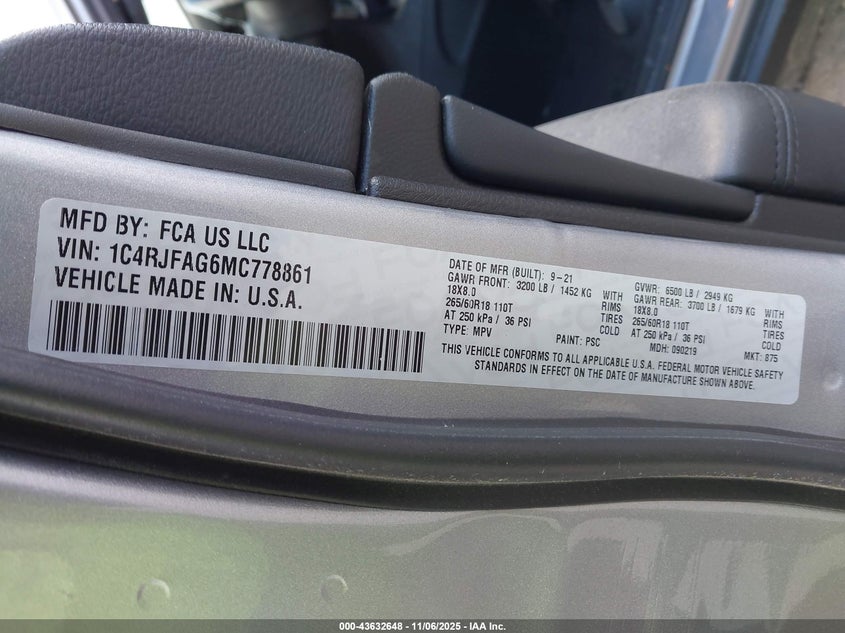 MFD BY: FCA US LLC
VIN: 1C4RJFAG6MC778861
VEHICLE MADE IN: U.S.A.
DATE OF MFR (BUILT): 9-21
GAWR FRONT: 3200 LB / 1452 KG WITH
18X8.0 RIMS
265/60R18 110T TIRES
AT 250 kPa / 36 PSI COLD
TYPE: MPV PAINT: PSC
GVWR: 6500 LB / 2949 KG
GAWR REAR: 3700 LB / 1679 KG WITH
18X8.0 RIMS
265/60R18 110T TIRES
AT 250 kPa / 36 PSI COLD
MDH: 090219 MKT: 875
THIS VEHICLE CONFORMS TO ALL APPLICABLE U.S.A. FEDERAL MOTOR VEHICLE SAFETY
STANDARDS IN EFFECT ON THE DATE OF MANUFACTURE SHOWN ABOVE.
000-43632648 - 11/06/2025 - IAA Inc.